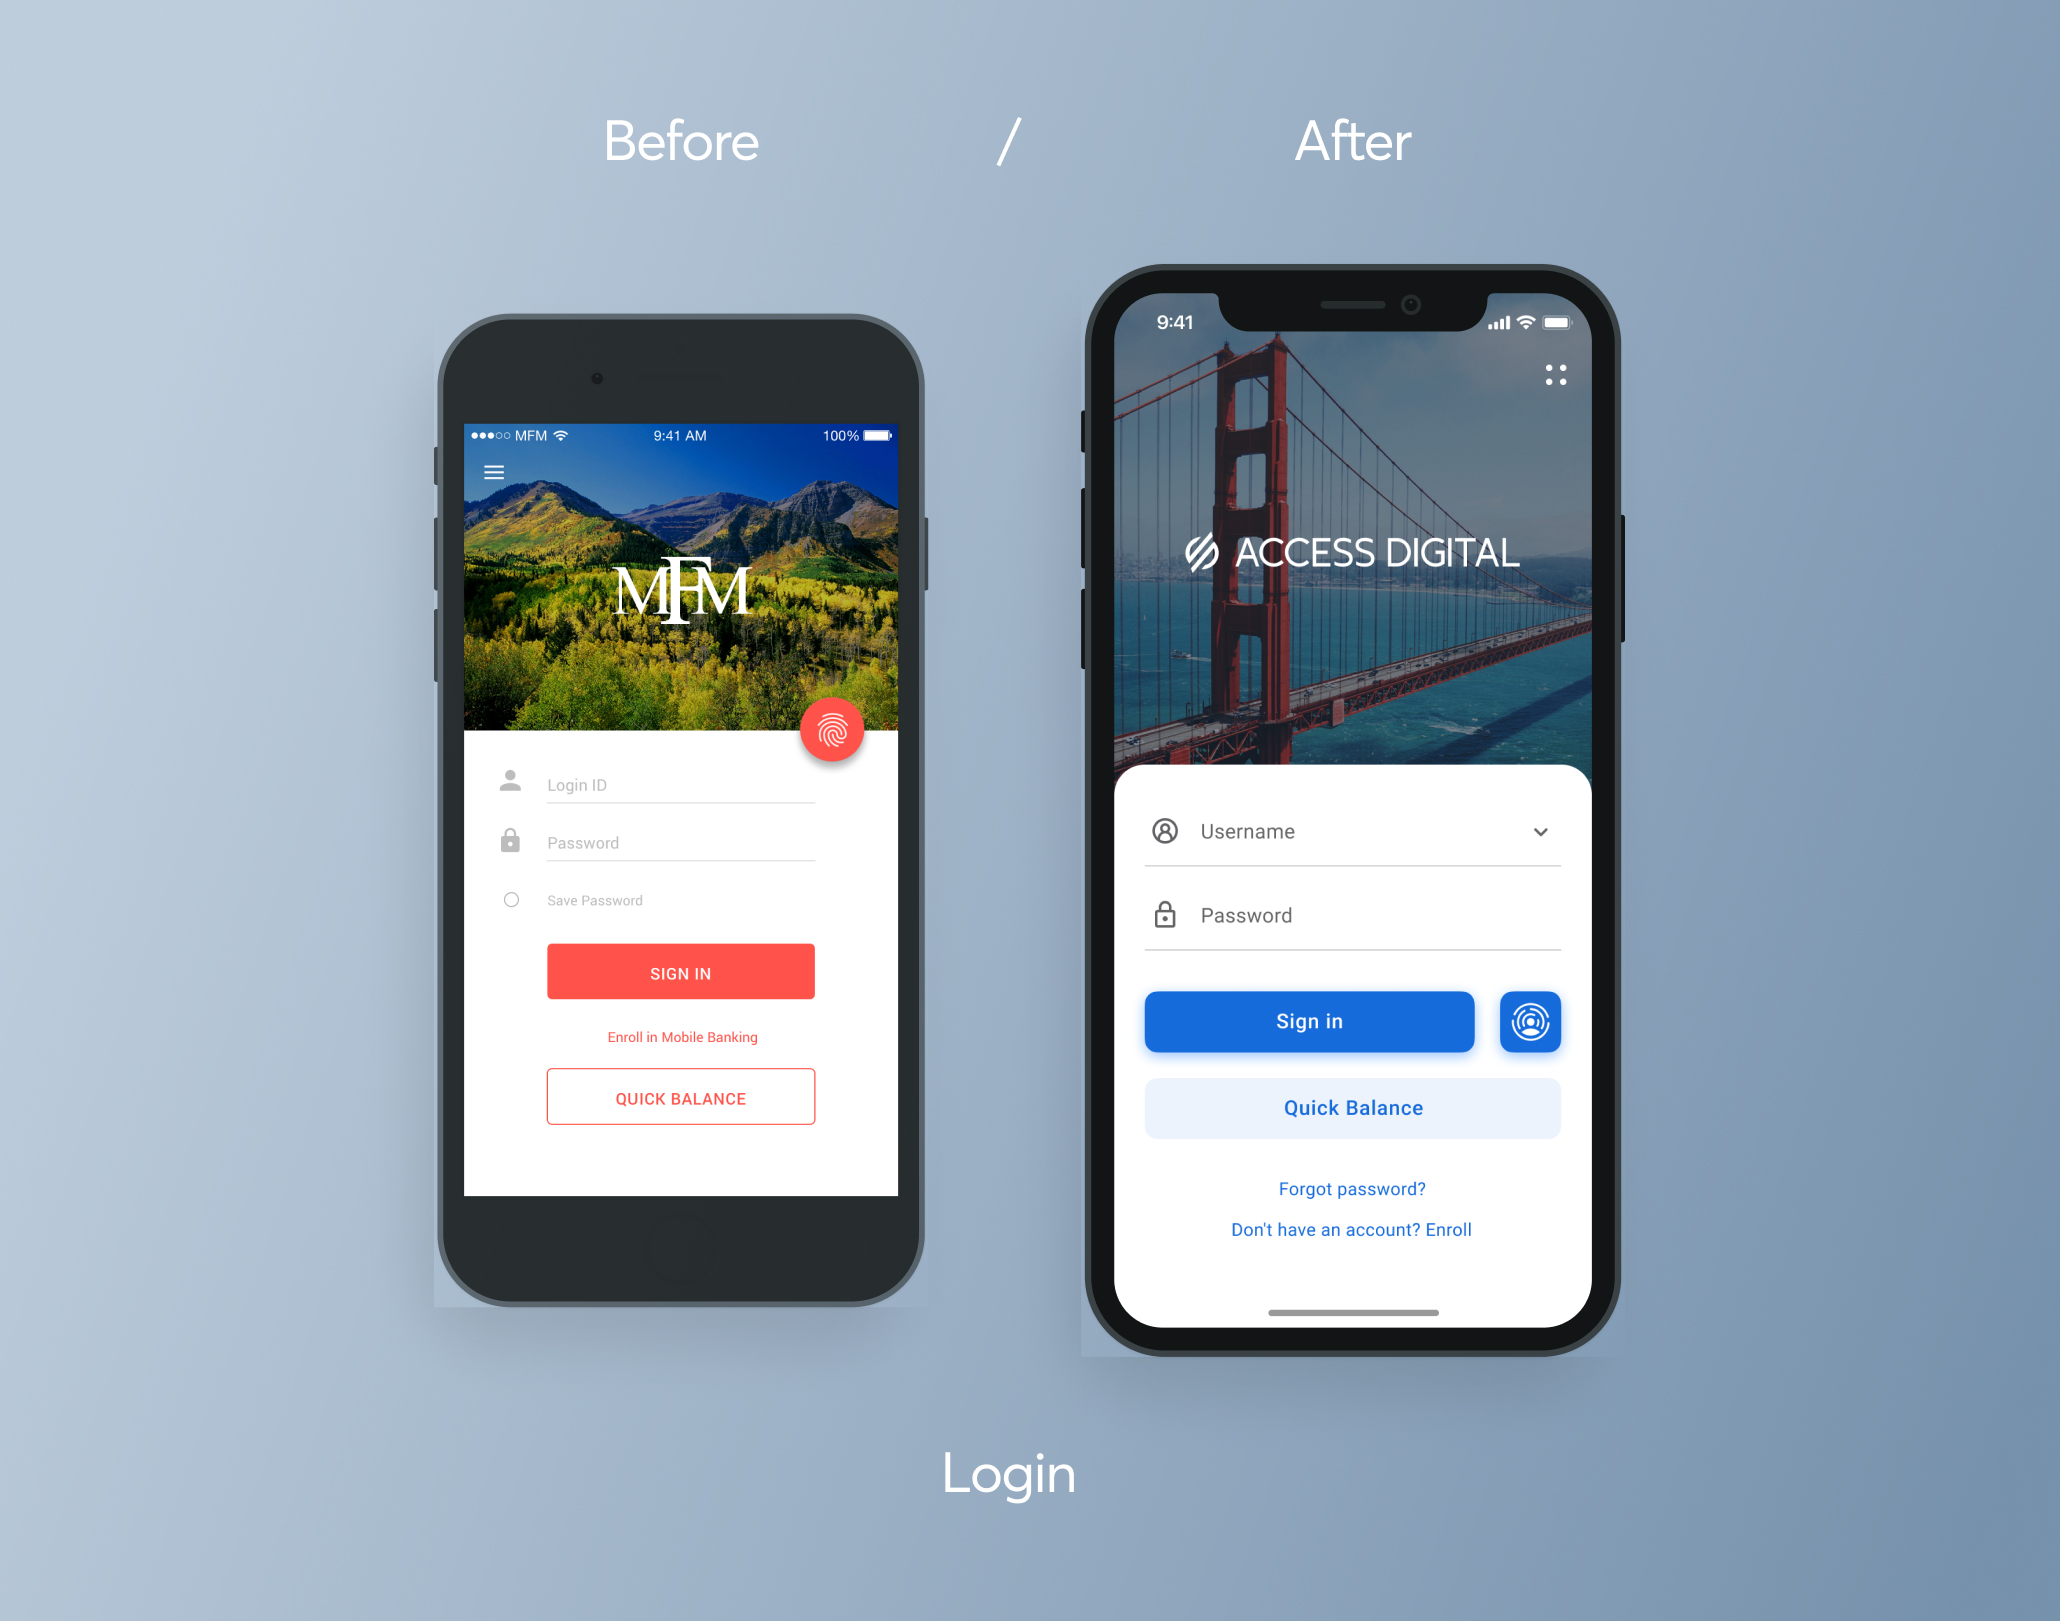 Before / After
MFM 9:41 AM 100%
MFM
Login ID
Password
Save Password
SIGN IN
Enroll in Mobile Banking
QUICK BALANCE
9:41
ACCESS DIGITAL
Username
Password
Sign in
Quick Balance
Forgot password?
Don't have an account? Enroll
Login